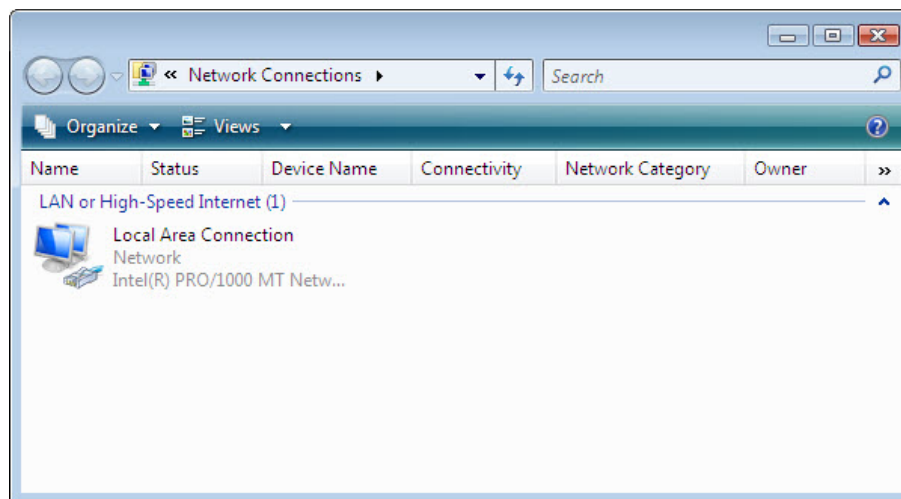 « Network Connections
Search
Organize Views
Name Status Device Name Connectivity Network Category Owner »
LAN or High-Speed Internet (1)
Local Area Connection
Network
Intel(R) PRO/1000 MT Netw...